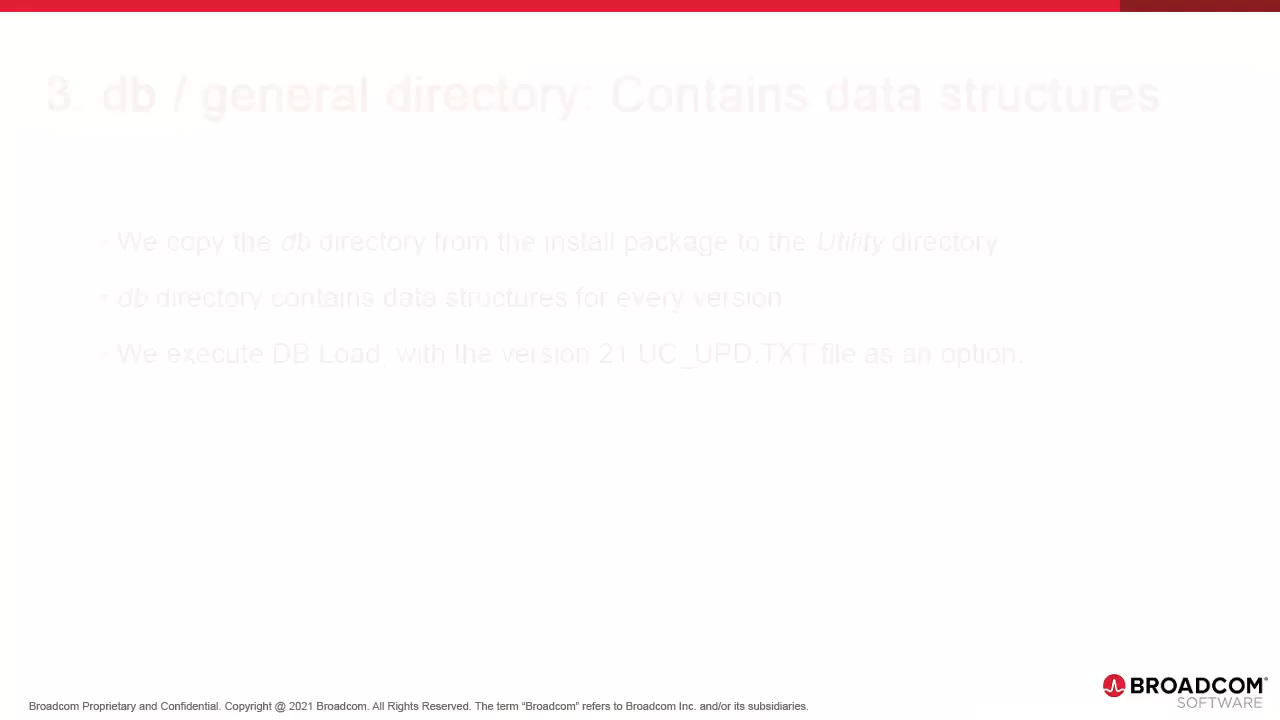 3. db / general directory: Contains data structures
• We copy the db directory from the install package to the Utility directory
• db directory contains data structures for every version
• We execute DB Load, with the version 21 UC_UPD.TXT file as an option.
Broadcom Proprietary and Confidential. Copyright @ 2021 Broadcom. All Rights Reserved. The term “Broadcom” refers to Broadcom Inc. and/or its subsidiaries.
BROADCOM®
SOFTWARE